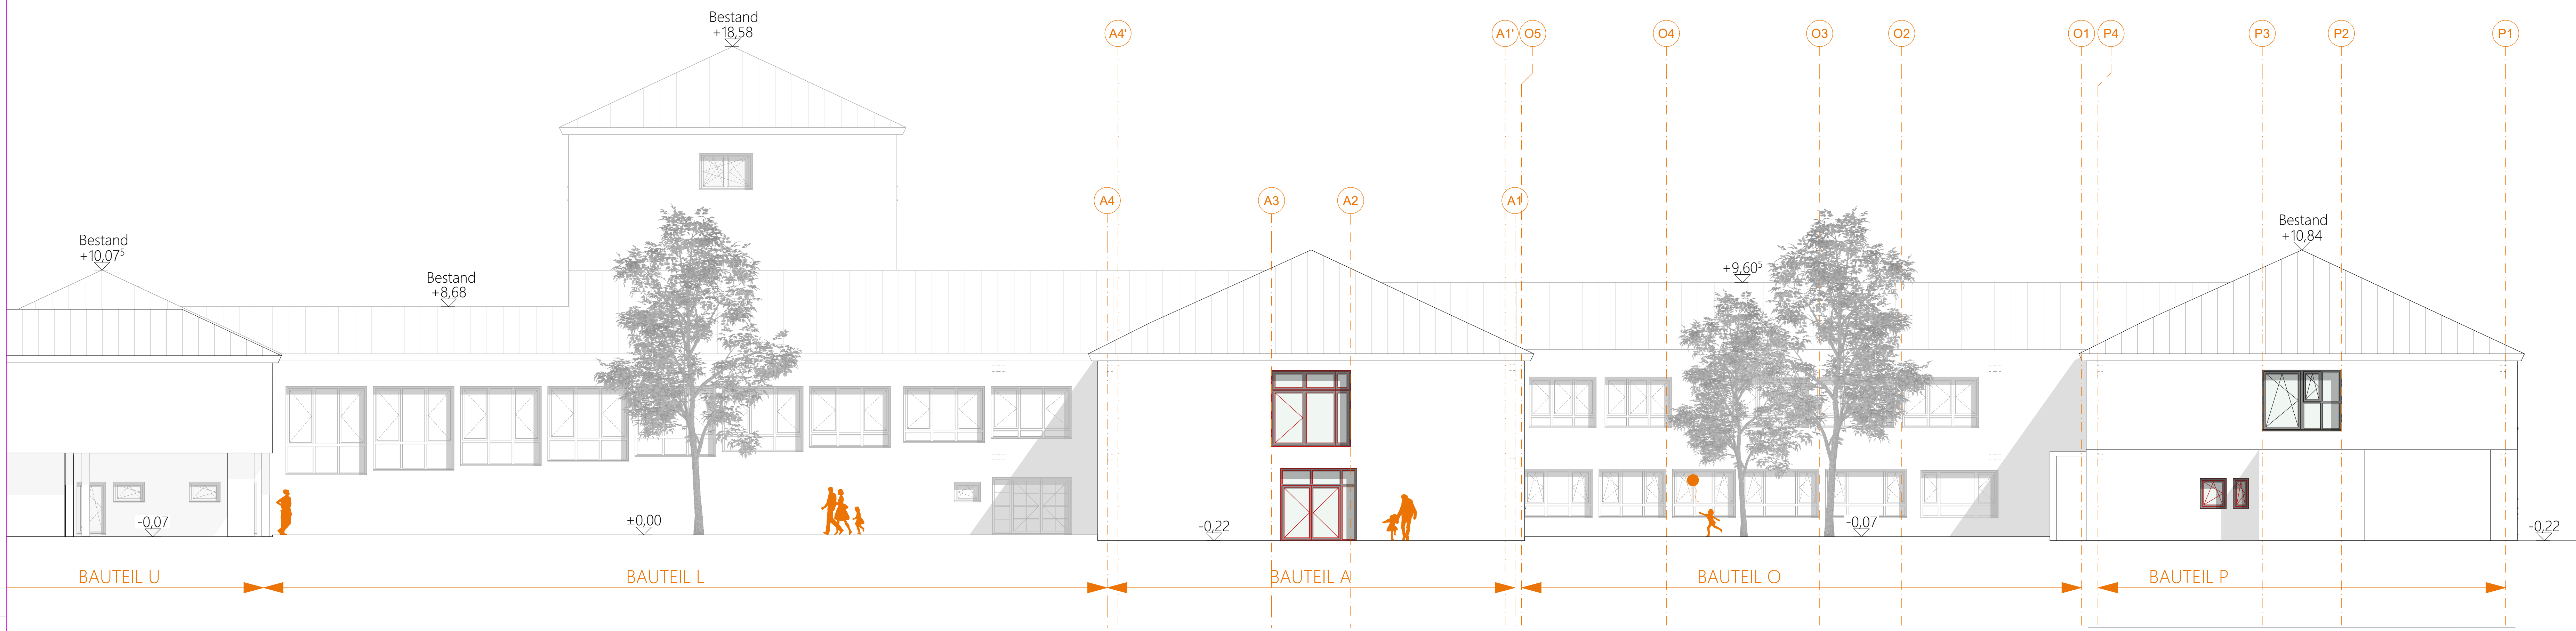 Bestand
+18,58
A4'
A1'
O5
O4
O3
O2
O1
P4
P3
P2
P1
A4
A3
A2
A1
Bestand
+10,07⁵
Bestand
+8,68
+9,60⁵
Bestand
+10,84
-0,07
±0,00
-0,22
-0,07
-0,22
BAUTEIL U
BAUTEIL L
BAUTEIL A
BAUTEIL O
BAUTEIL P